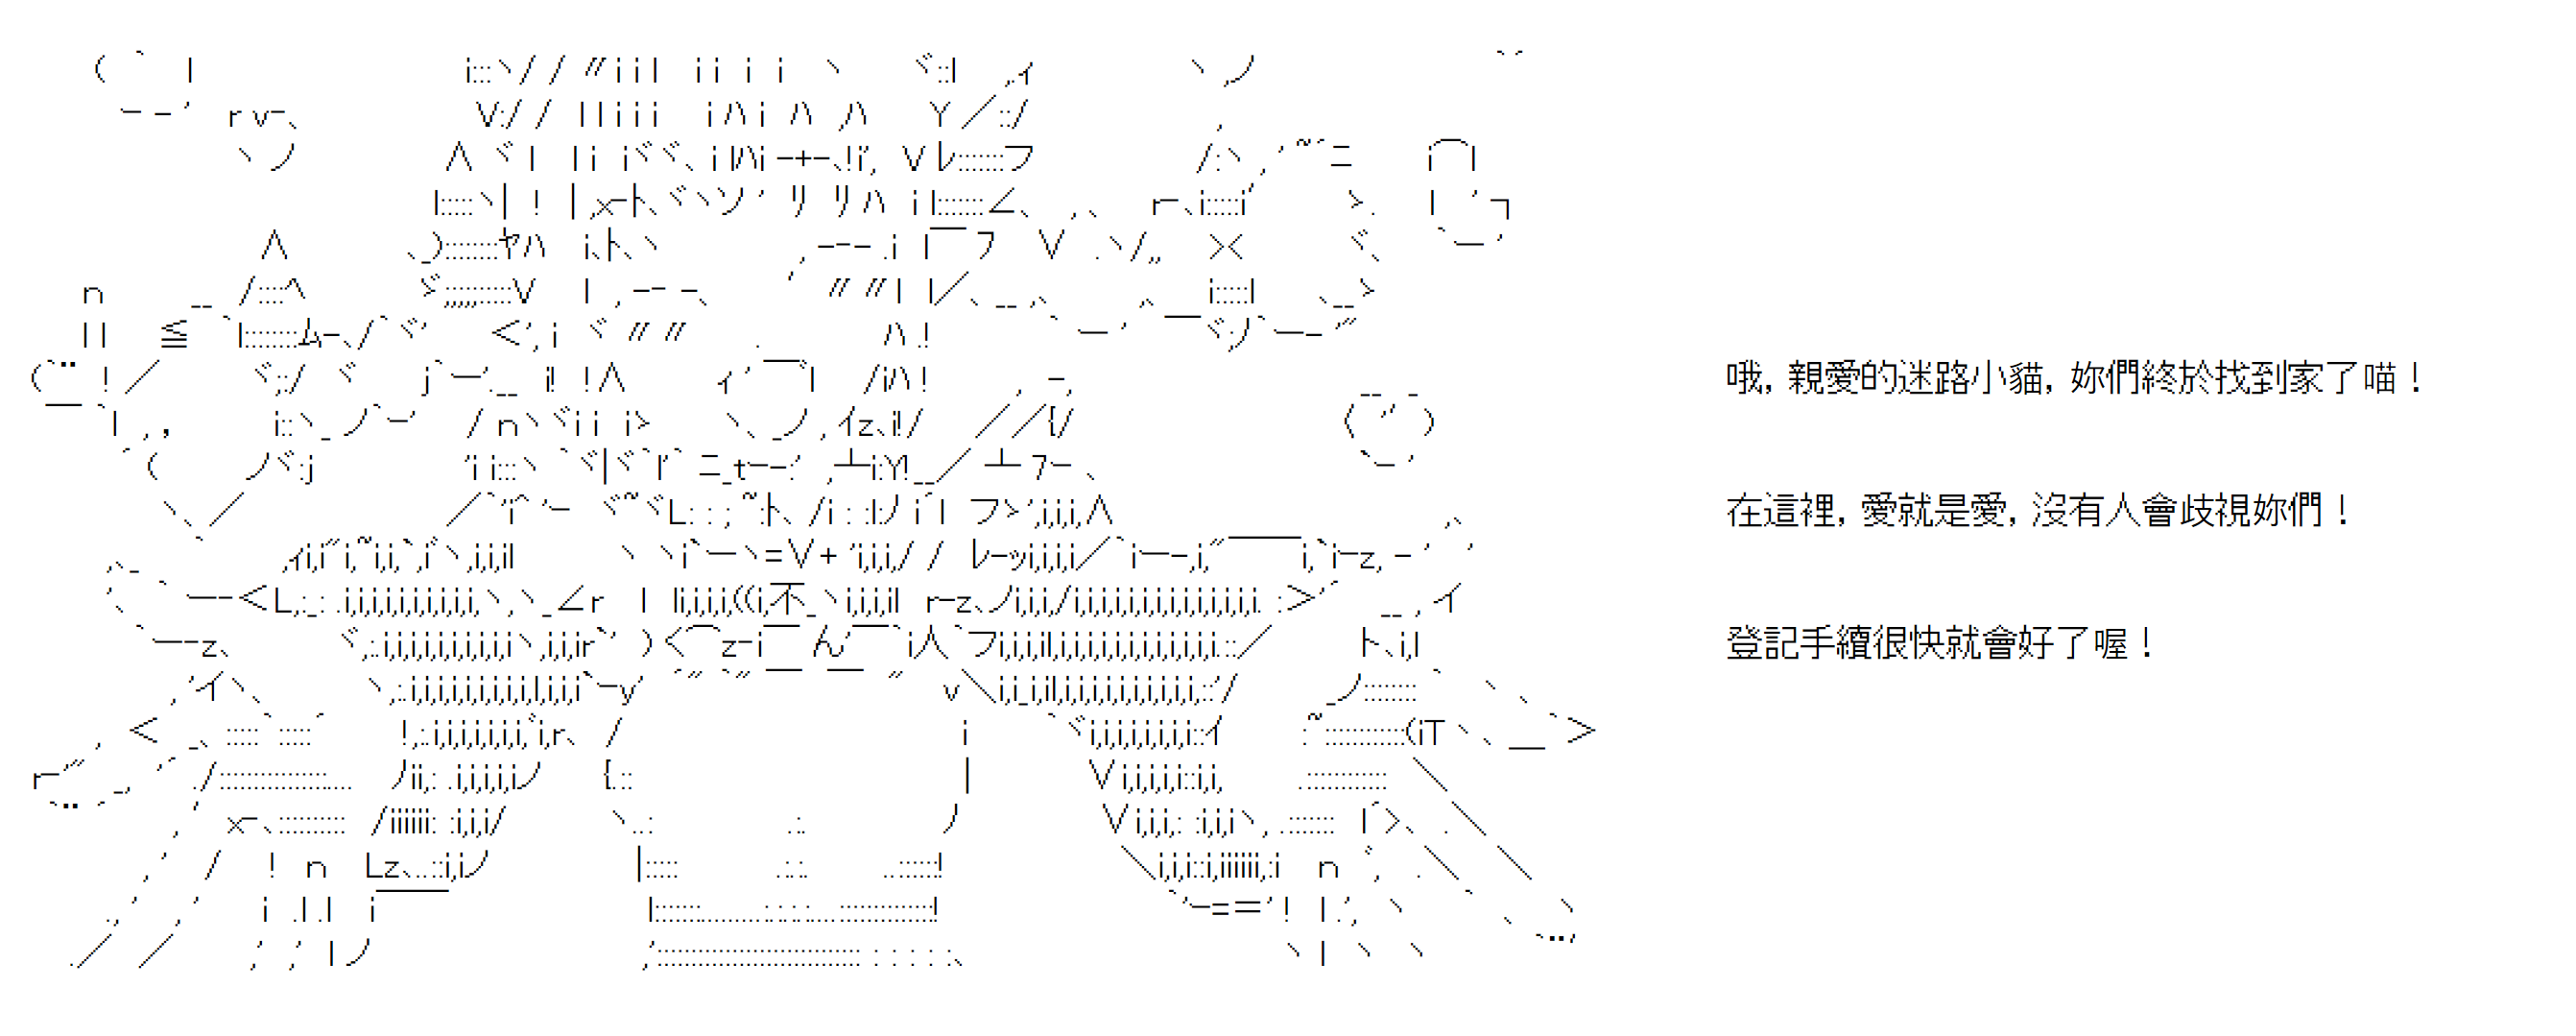 哦，親愛的迷路小貓，妳們終於找到家了喵！
在這裡，愛就是愛，沒有人會歧視妳們！
登記手續很快就會好了喔！